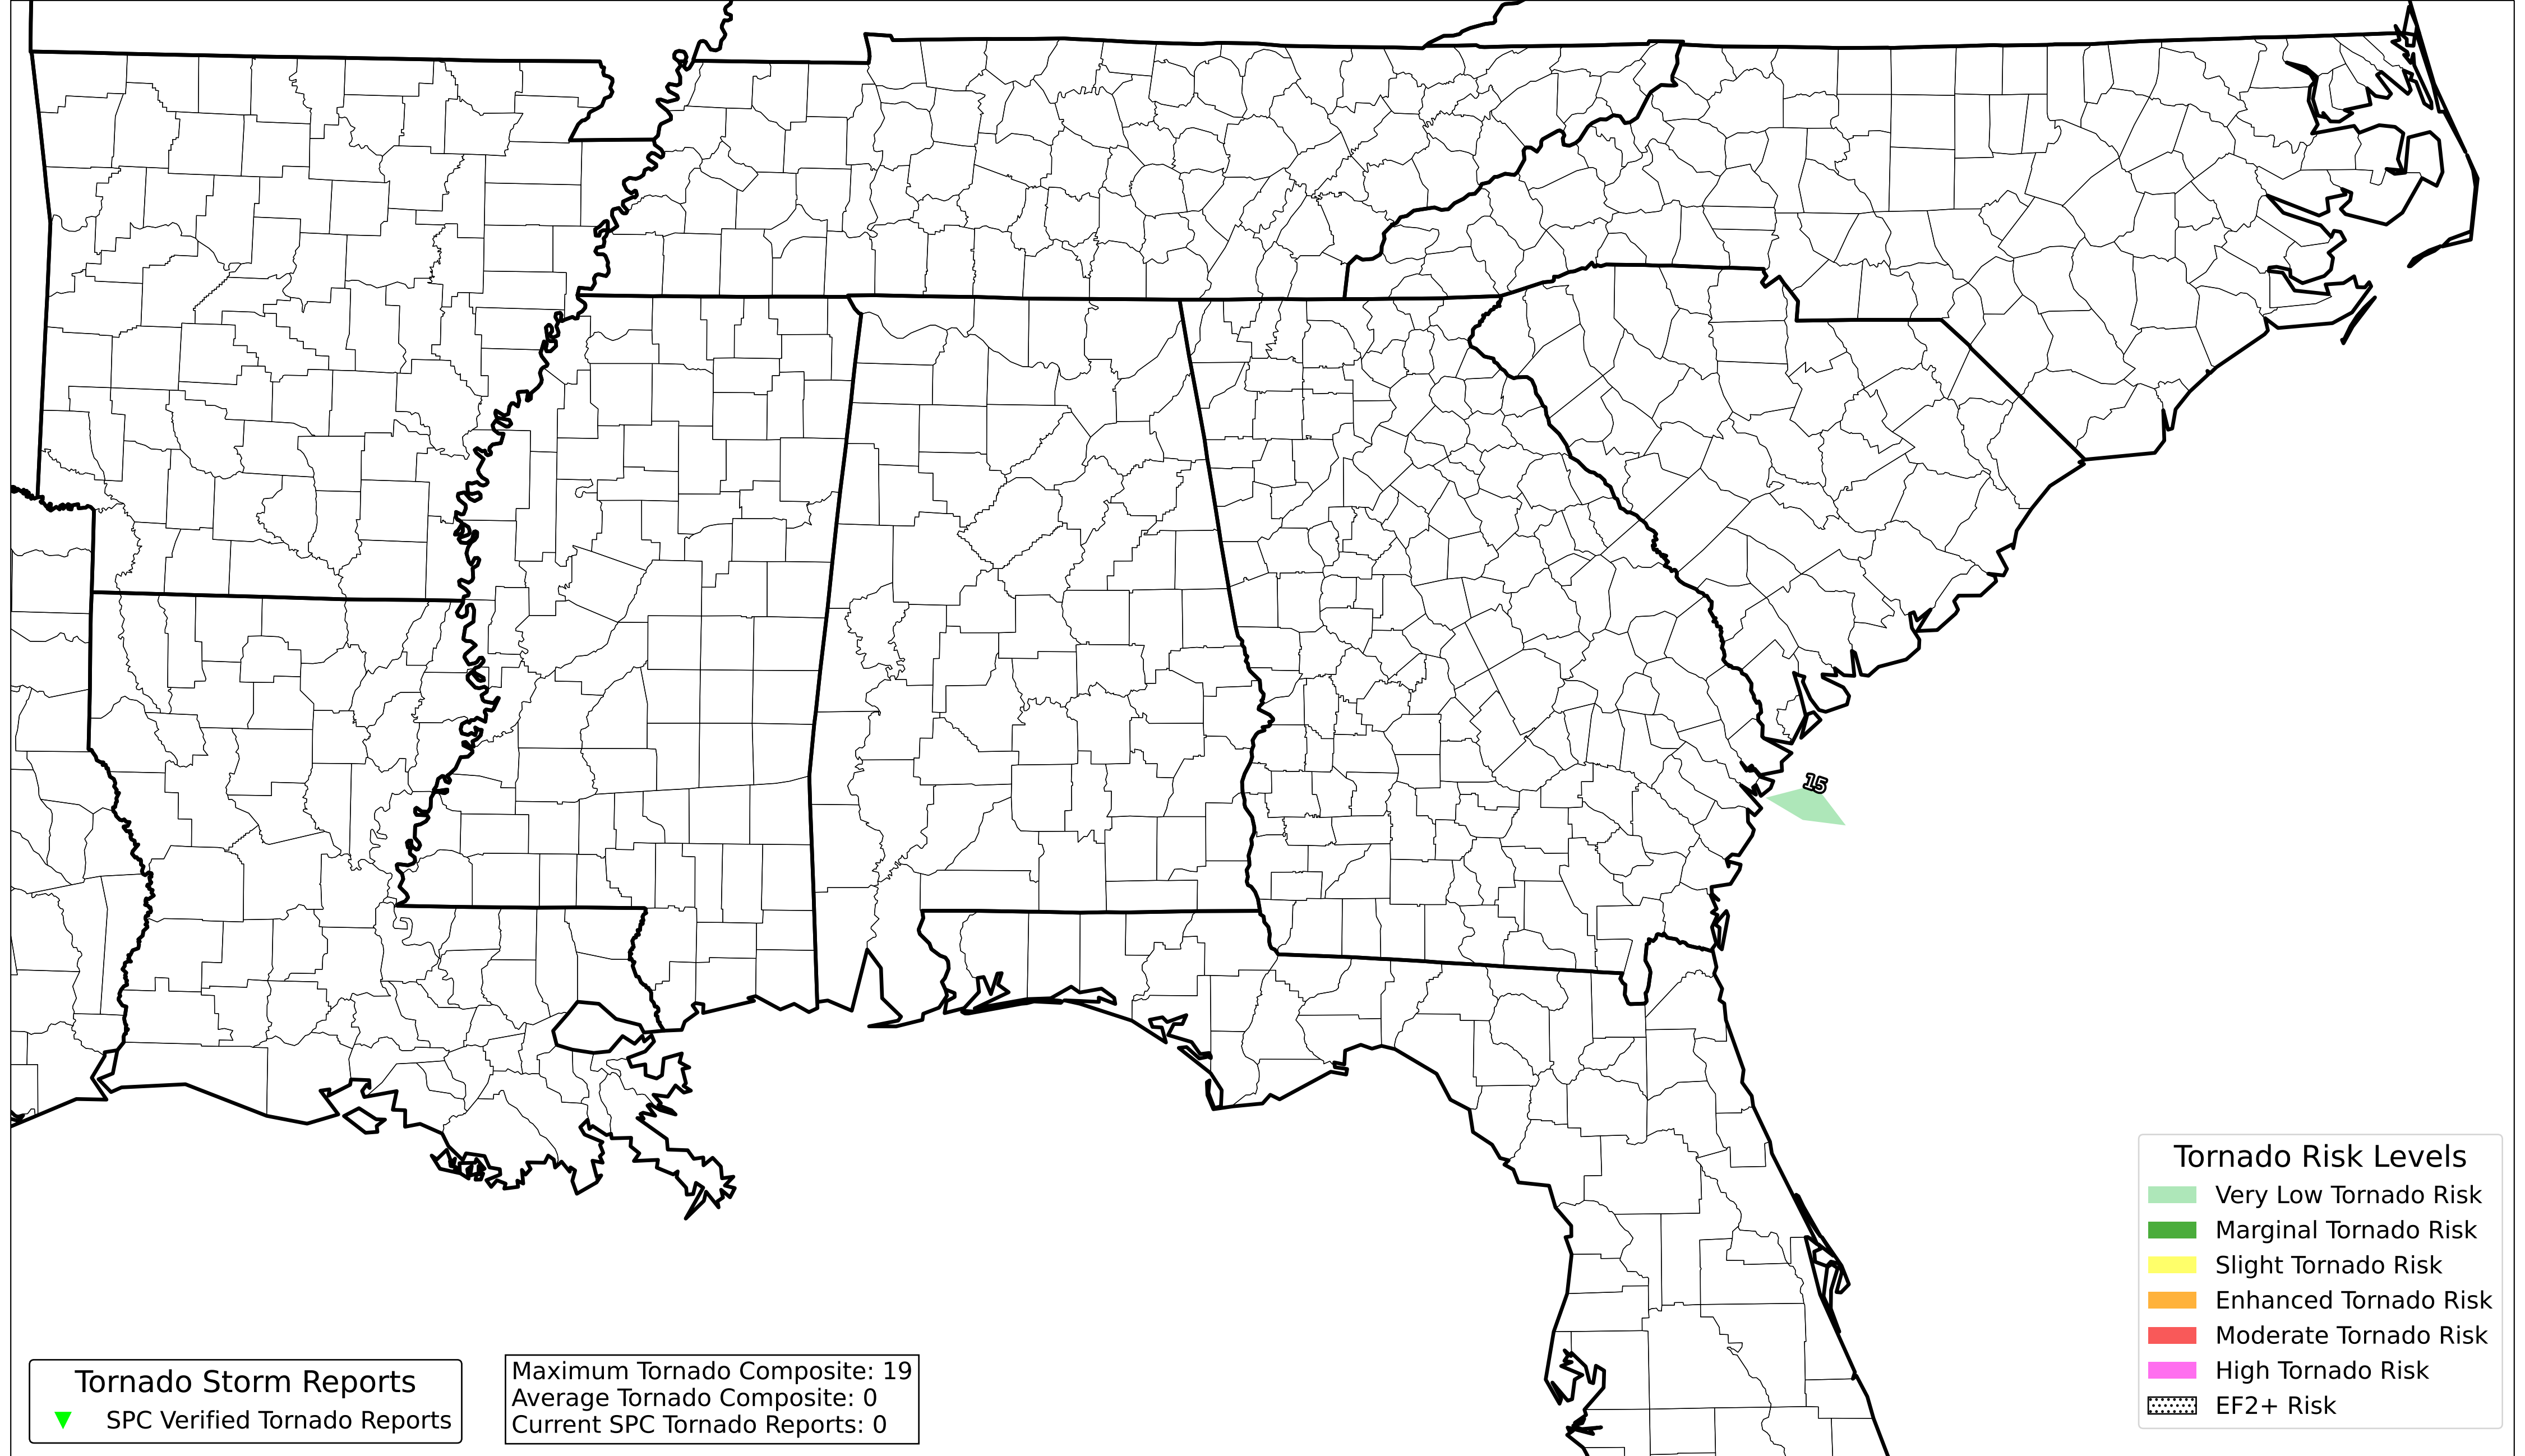 15
Tornado Risk Levels
Very Low Tornado Risk
Marginal Tornado Risk
Slight Tornado Risk
Enhanced Tornado Risk
Moderate Tornado Risk
High Tornado Risk
EF2+ Risk
Tornado Storm Reports
SPC Verified Tornado Reports
Maximum Tornado Composite: 19
Average Tornado Composite: 0
Current SPC Tornado Reports: 0